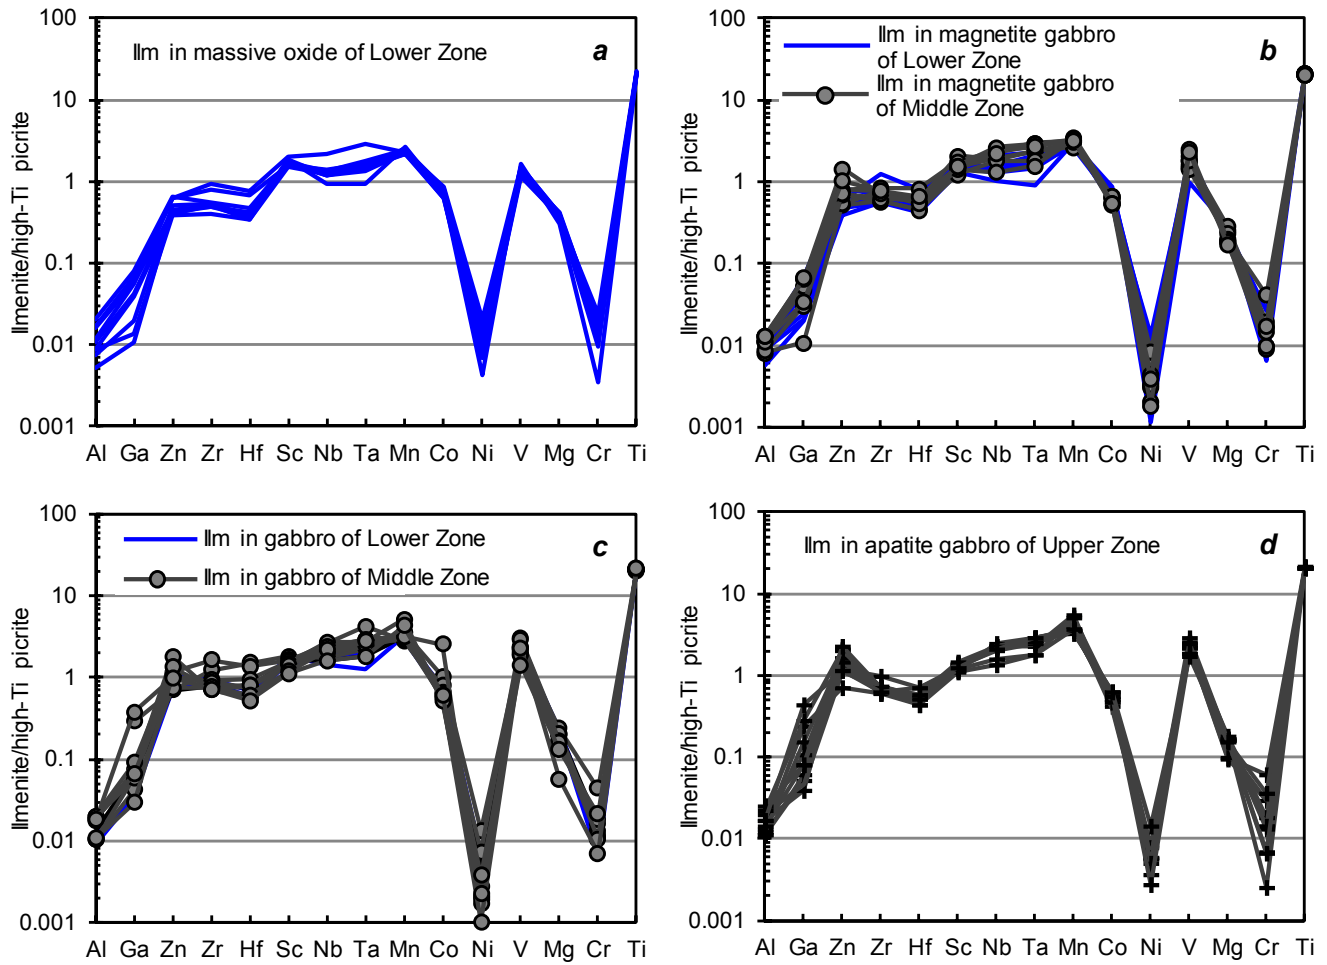 100
10
1
0.1
0.01
0.001
Ilmenite/high-Ti picrite
Ilm in massive oxide of Lower Zone
a
Al Ga Zn Zr Hf Sc Nb Ta Mn Co Ni V Mg Cr Ti
100
10
1
0.1
0.01
0.001
Ilmenite/high-Ti picrite
Ilm in magnetite gabbro
of Lower Zone
Ilm in magnetite gabbro
of Middle Zone
b
Al Ga Zn Zr Hf Sc Nb Ta Mn Co Ni V Mg Cr Ti
100
10
1
0.1
0.01
0.001
Ilmenite/high-Ti picrite
Ilm in gabbro of Lower Zone
Ilm in gabbro of Middle Zone
c
Al Ga Zn Zr Hf Sc Nb Ta Mn Co Ni V Mg Cr Ti
100
10
1
0.1
0.01
0.001
Ilmenite/high-Ti picrite
Ilm in apatite gabbro of Upper Zone
d
Al Ga Zn Zr Hf Sc Nb Ta Mn Co Ni V Mg Cr Ti